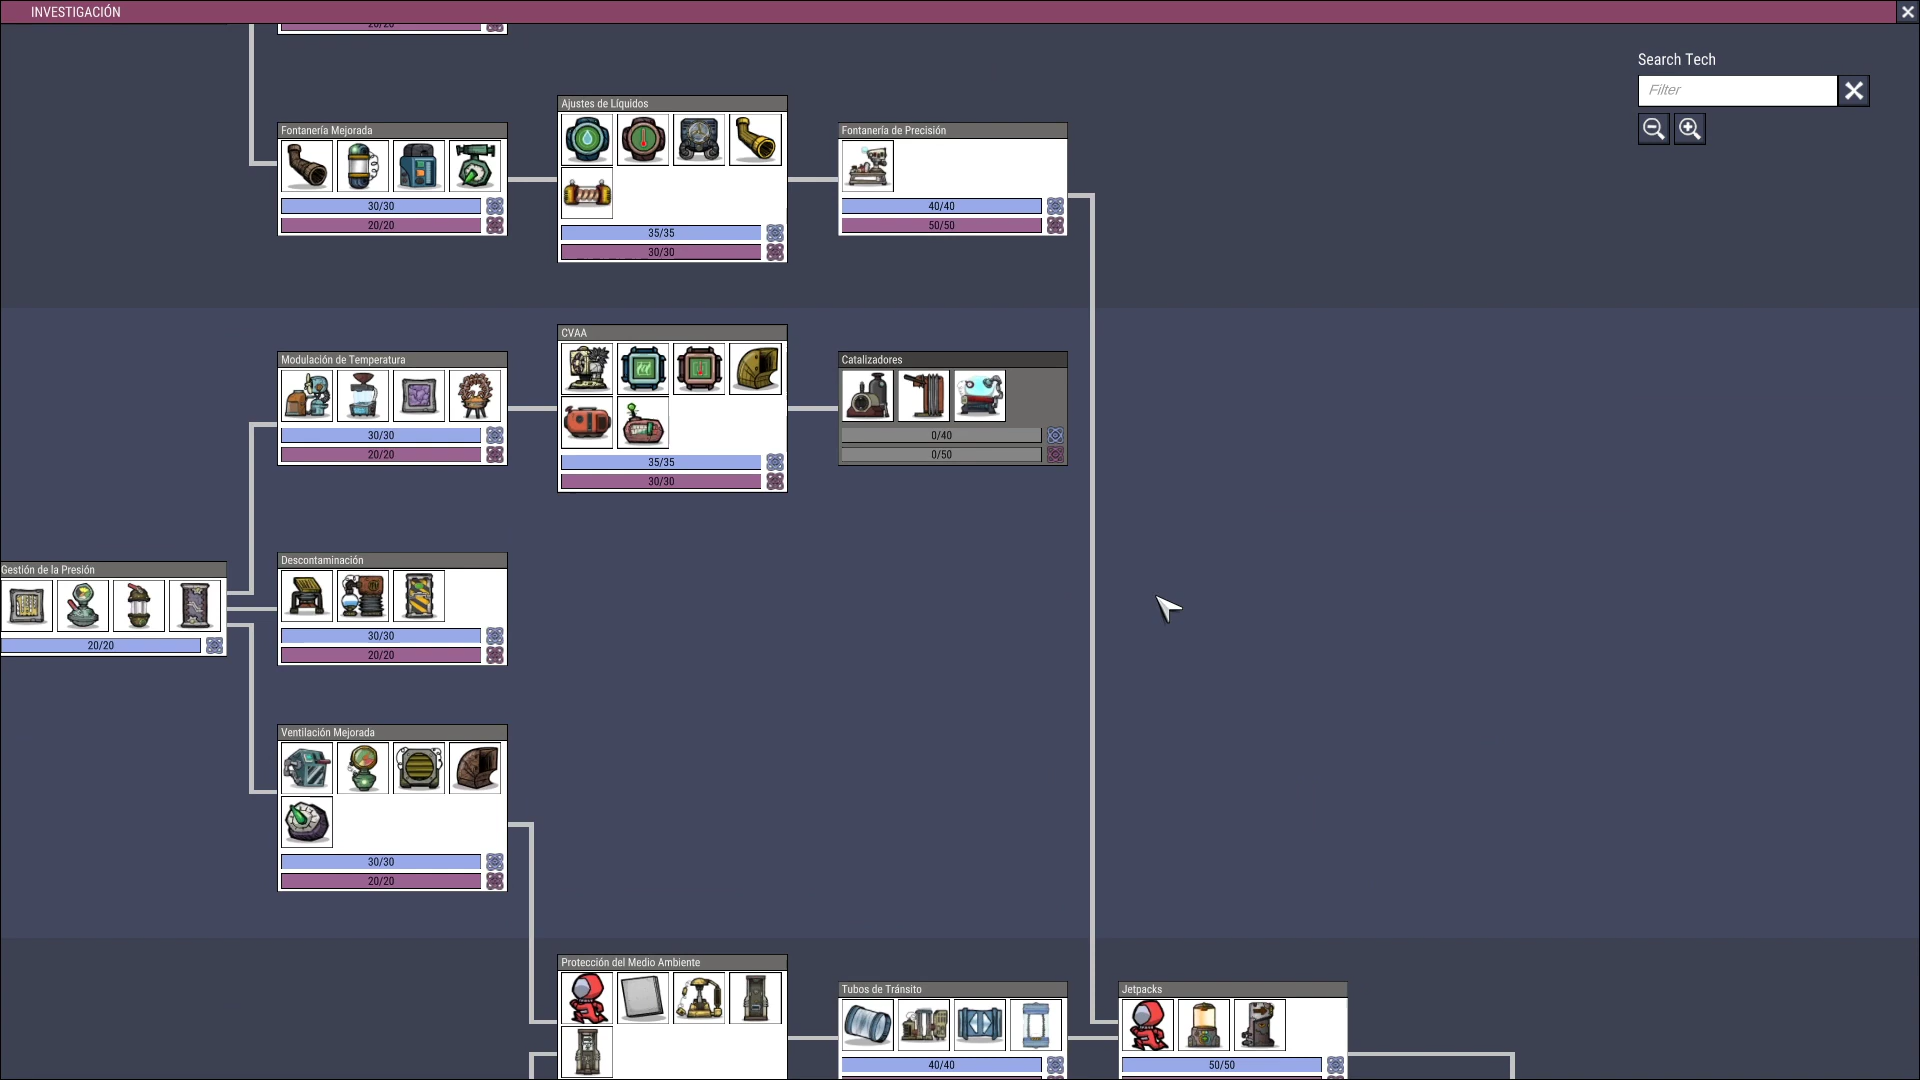 INVESTIGACIÓN
Search Tech
Filter
Ajustes de Líquidos
35/35
30/30
Fontanería Mejorada
30/30
20/20
Fontanería de Precisión
40/40
50/50
CVAA
35/35
30/30
Modulación de Temperatura
30/30
20/20
Catalizadores
0/40
0/50
Descontaminación
30/30
20/20
Gestión de la Presión
20/20
Ventilación Mejorada
30/30
20/20
Protección del Medio Ambiente
Tubos de Tránsito
40/40
Jetpacks
50/50